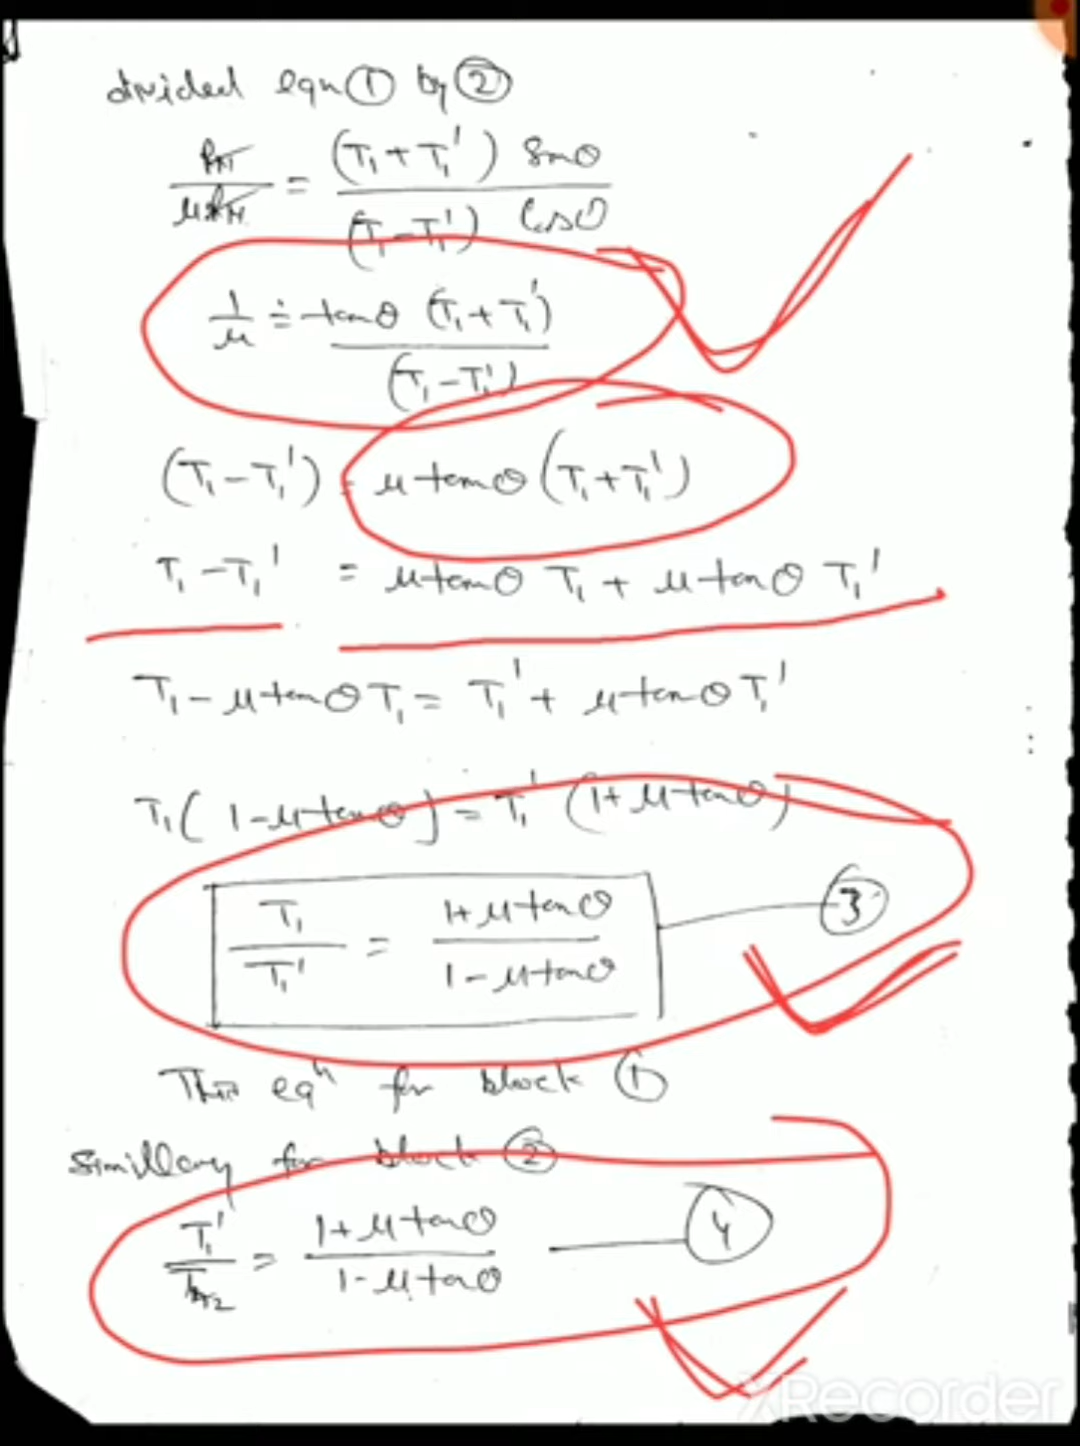 divided eqn ① by ②
R_N / μ R_N = (T₁ + T₁') Sinθ / (T₁ - T₁') Cosθ
1/μ = tanθ (T₁ + T₁') / (T₁ - T₁')
(T₁ - T₁') = μ tanθ (T₁ + T₁')
T₁ - T₁' = μ tanθ T₁ + μ tanθ T₁'
T₁ - μ tanθ T₁ = T₁' + μ tanθ T₁'
T₁ ( 1 - μ tanθ ) = T₁' (1 + μ tanθ)
T₁ / T₁' = 1 + μ tanθ / 1 - μ tanθ ③
This eqⁿ for block ①
Simillary for block ②
T₁' / T₂ = 1 + μ tanθ / 1 - μ tanθ ④
XRecorder